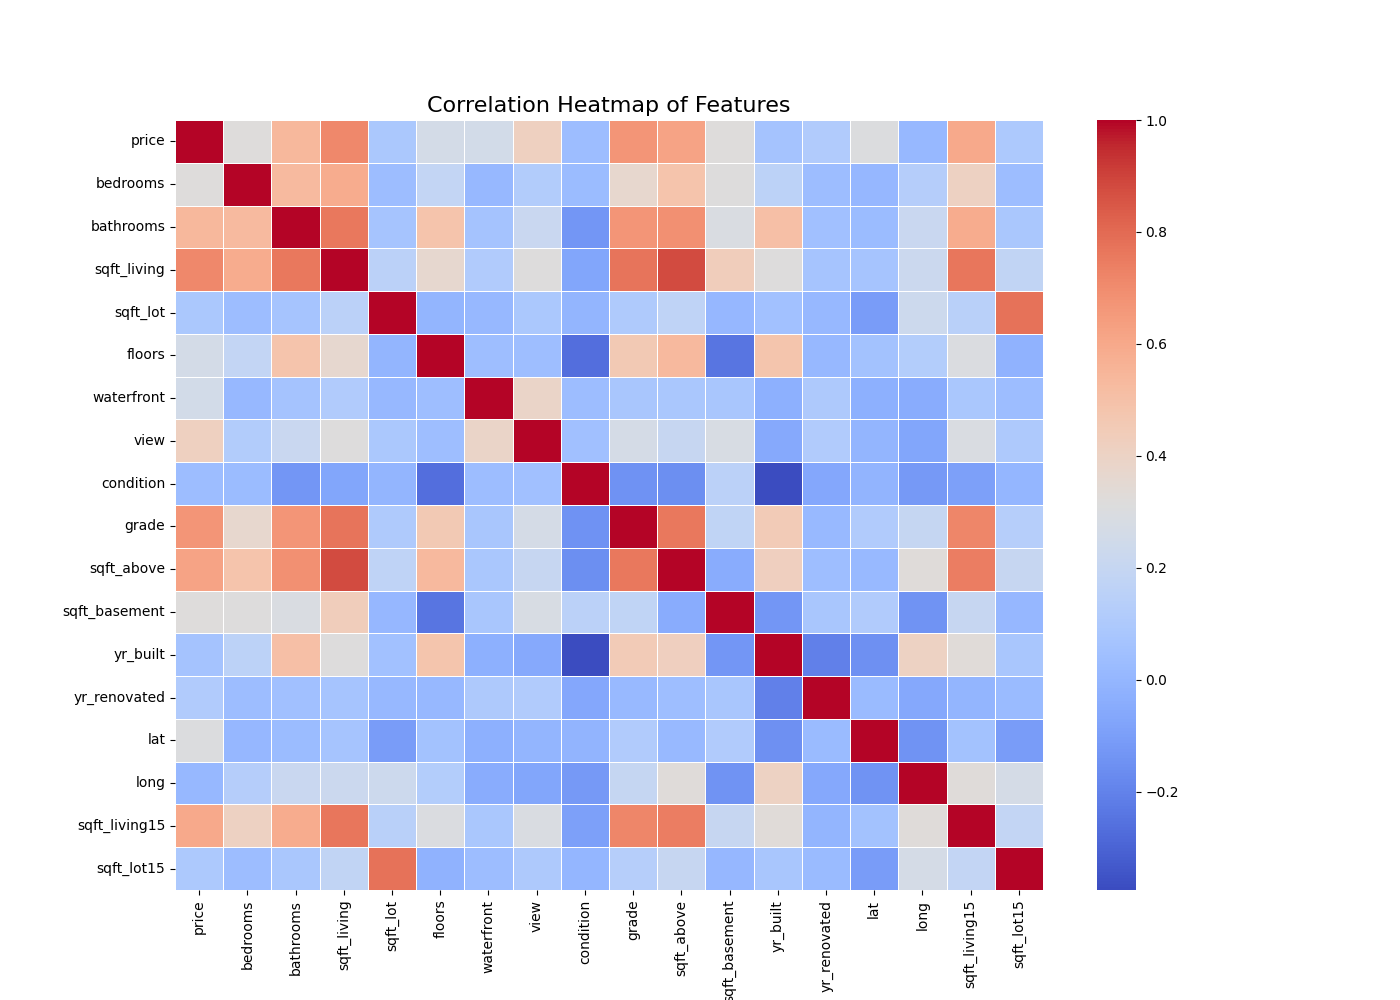 Correlation Heatmap of Features
price
bedrooms
bathrooms
sqft_living
sqft_lot
floors
waterfront
view
condition
grade
sqft_above
sqft_basement
yr_built
yr_renovated
lat
long
sqft_living15
sqft_lot15
price
bedrooms
bathrooms
sqft_living
sqft_lot
floors
waterfront
view
condition
grade
sqft_above
sqft_basement
yr_built
yr_renovated
lat
long
sqft_living15
sqft_lot15
1.0
0.8
0.6
0.4
0.2
0.0
−0.2